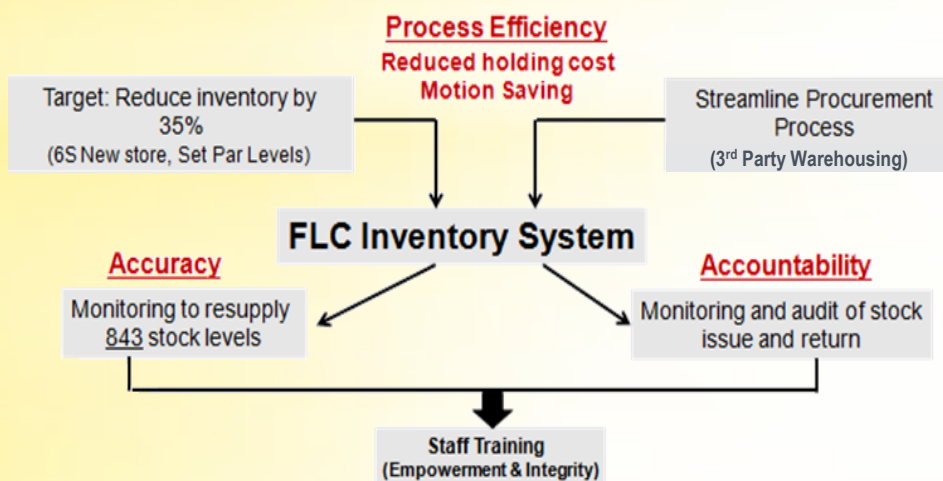 Process Efficiency
Reduced holding cost
Motion Saving
Target: Reduce inventory by
35%
(6S New store, Set Par Levels)
Streamline Procurement
Process
(3rd Party Warehousing)
FLC Inventory System
Accuracy
Monitoring to resupply
843 stock levels
Accountability
Monitoring and audit of stock
issue and return
Staff Training
(Empowerment & Integrity)